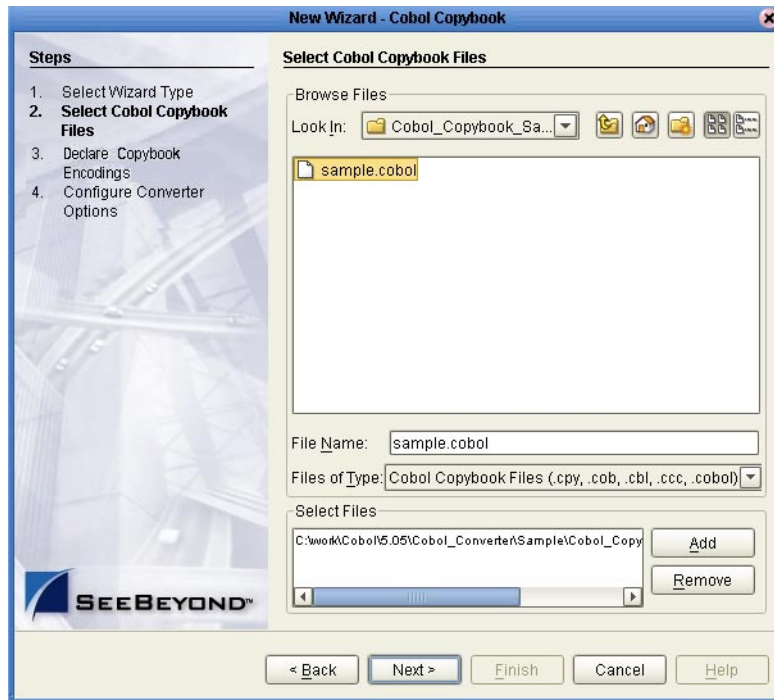 New Wizard - Cobol Copybook
Steps
1. Select Wizard Type
2. Select Cobol Copybook
Files
3. Declare Copybook
Encodings
4. Configure Converter
Options
SEEBEYOND™
Select Cobol Copybook Files
Browse Files
Look In: Cobol_Copybook_Sa...
sample.cobol
File Name: sample.cobol
Files of Type: Cobol Copybook Files (.cpy, .cob, .cbl, .ccc, .cobol)
Select Files
C:\work\Cobol\5.05\Cobol_Converter\Sample\Cobol_Copy
Add
Remove
< Back Next > Finish Cancel Help